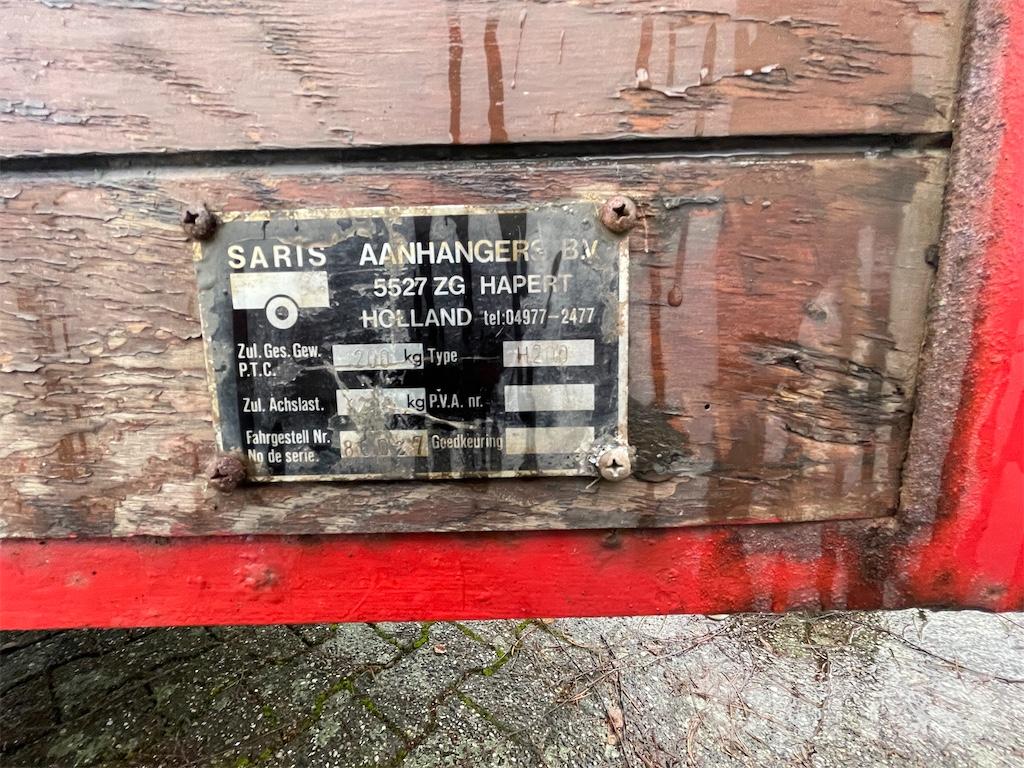 SARIS AANHANGERS B.V.
5527 ZG HAPERT
HOLLAND tel:04977-2477
Zul. Ges. Gew. 200 kg Type H200
P.T.C.
Zul. Achslast. kg P.V.A. nr.
Fahrgestell Nr. Goedkeuring
No de serie.